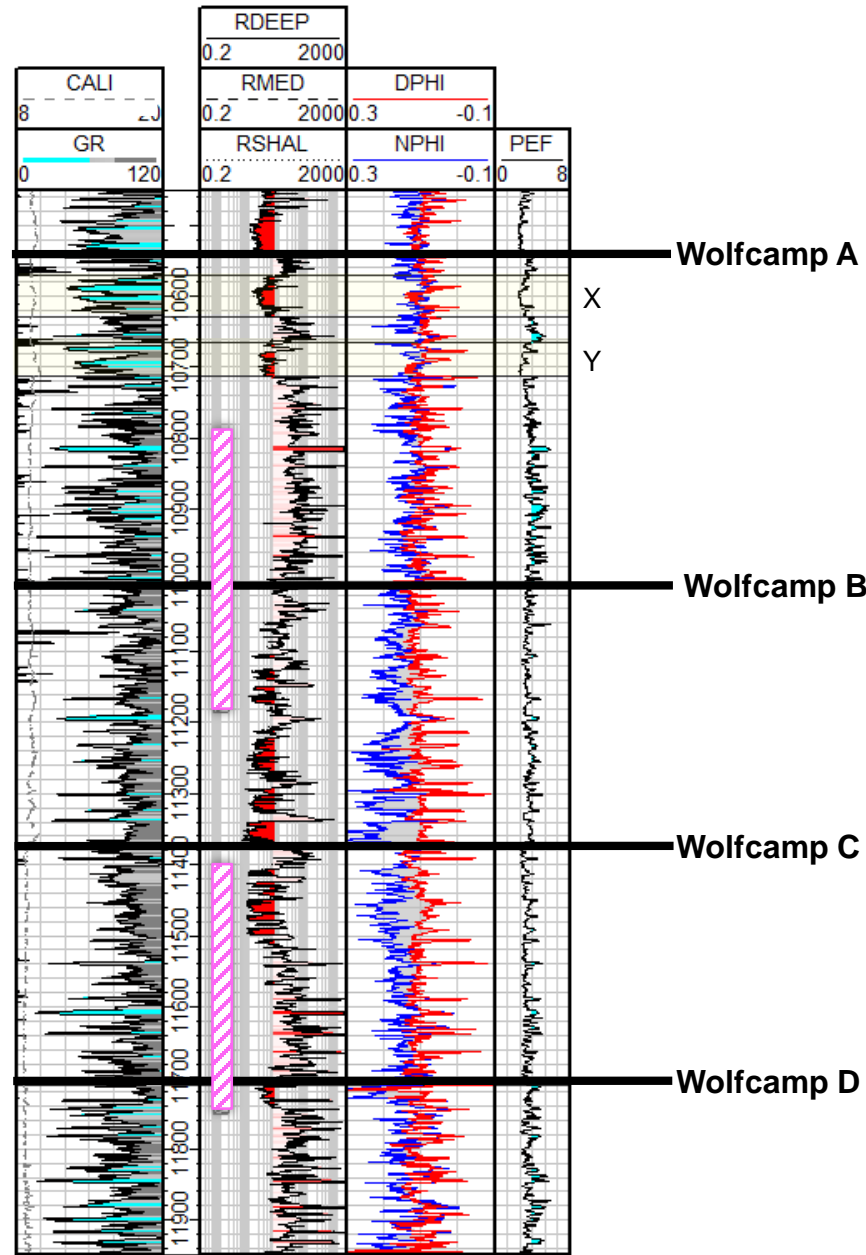 RDEEP
0.2 2000
CALI RMED DPHI
8 0.2 2000 0.3 -0.1
GR RSHAL NPHI PEF
0 120 0.2 2000 0.3 -0.1 0 8
Wolfcamp A
10600
X
10700
Y
10800
10900
11000
Wolfcamp B
11100
11200
11300
Wolfcamp C
11400
11500
11600
11700
Wolfcamp D
11800
11900